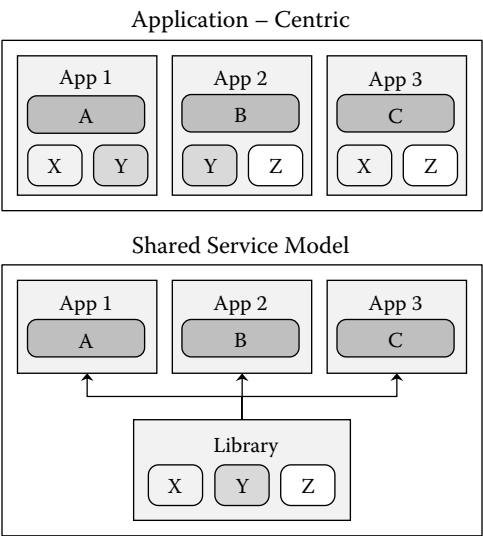 Application – Centric
App 1 App 2 App 3
A B C
X Y Y Z X Z
Shared Service Model
App 1 App 2 App 3
A B C
Library
X Y Z